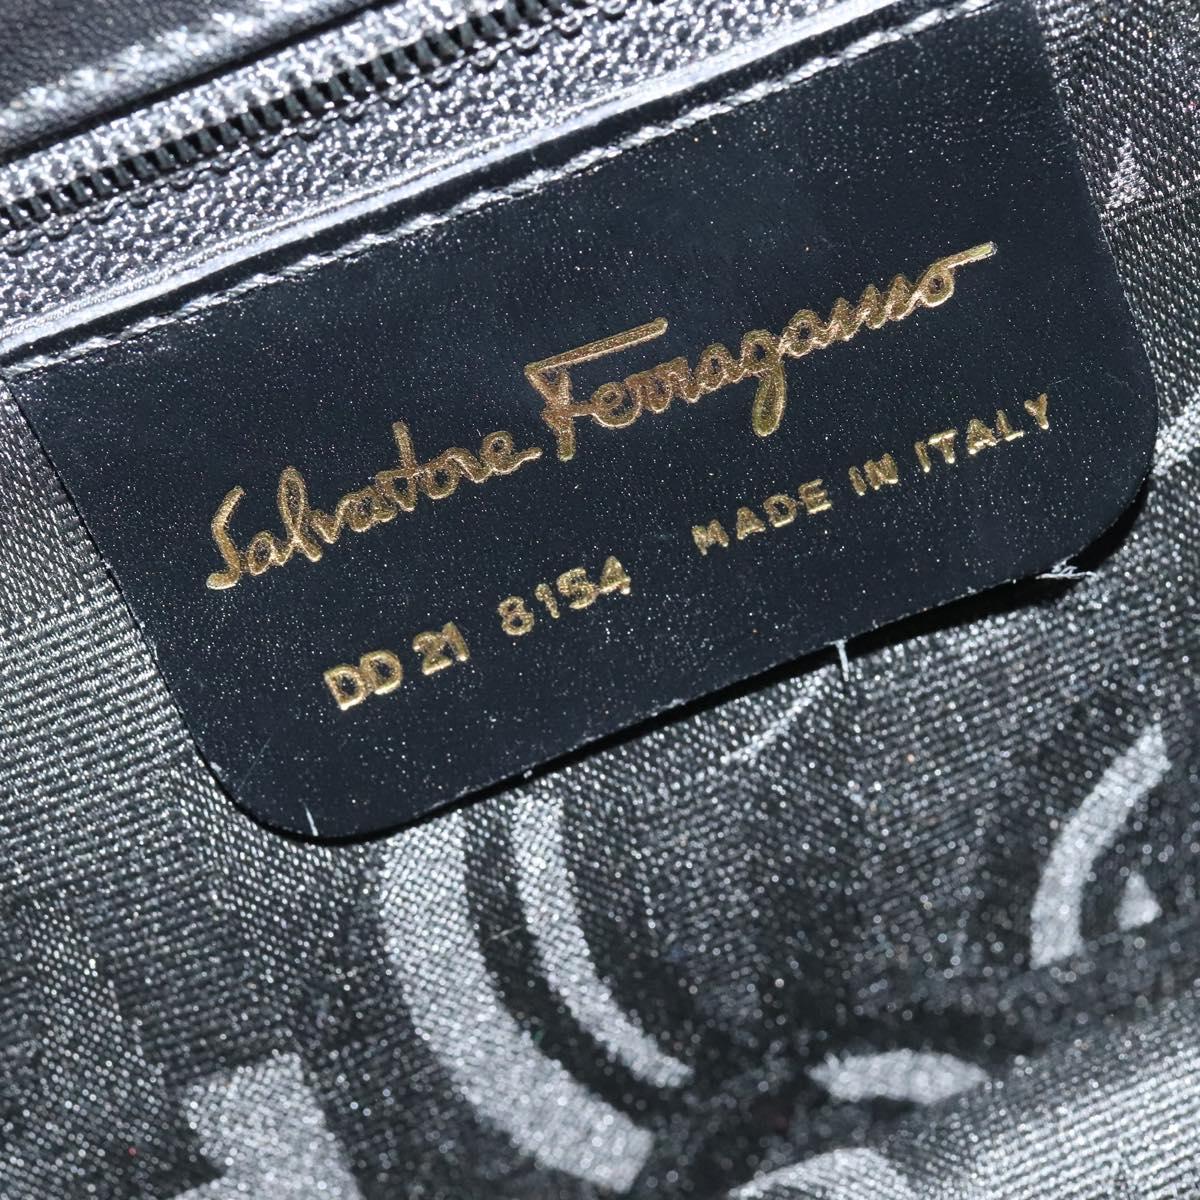 Salvatore Ferragamo
DD 21 8154 MADE IN ITALY